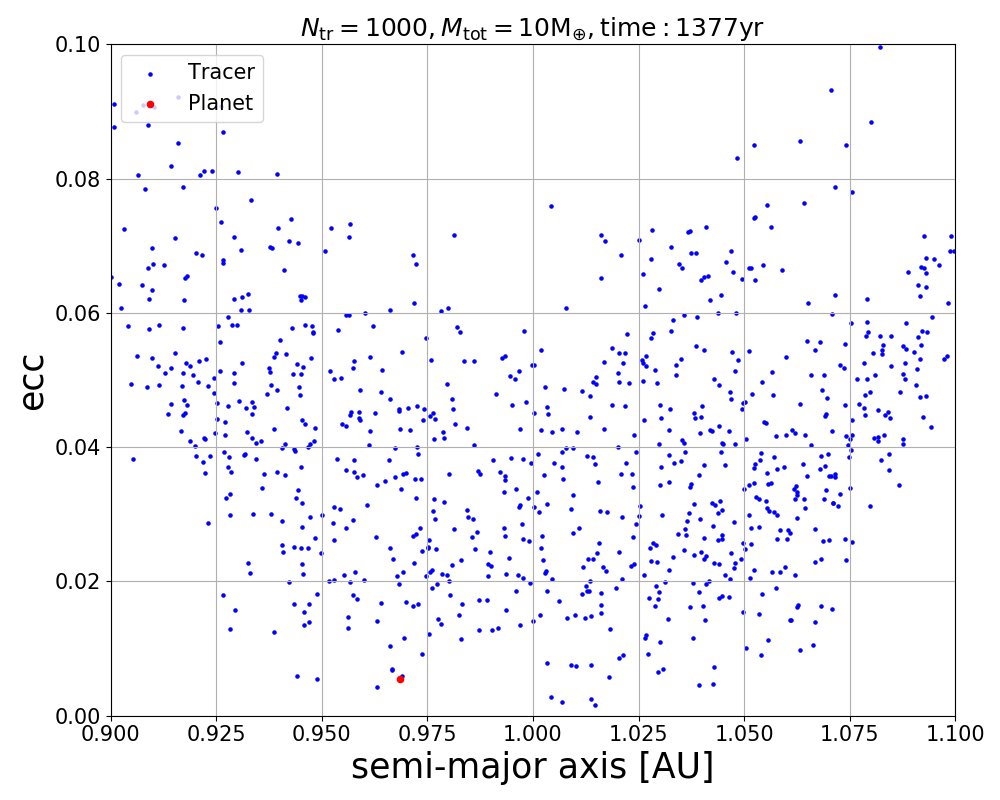 N_tr = 1000, M_tot = 10M_⊕, time : 1377yr
Tracer
Planet
ecc
0.10
0.08
0.06
0.04
0.02
0.00
0.900 0.925 0.950 0.975 1.000 1.025 1.050 1.075 1.100
semi-major axis [AU]